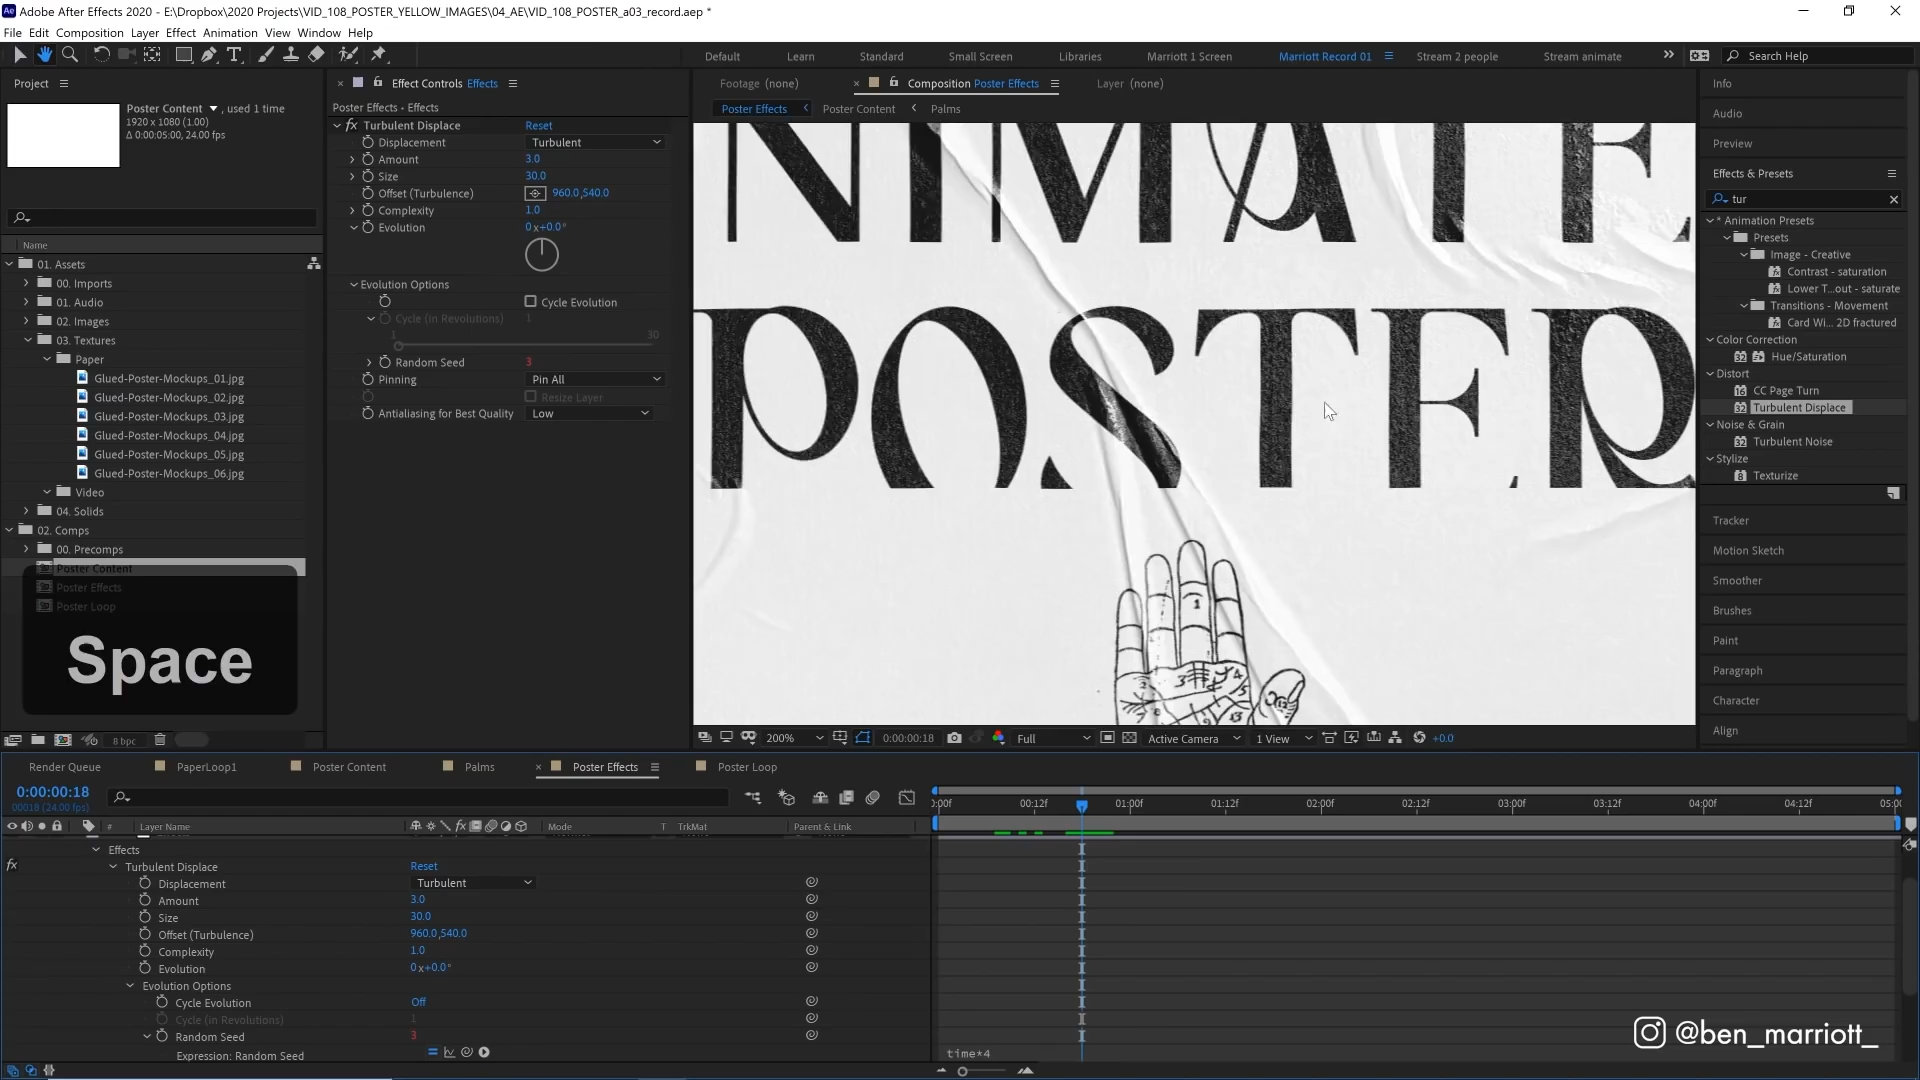 Adobe After Effects 2020 - E:\Dropbox\2020 Projects\VID_108_POSTER_YELLOW_IMAGES\04_AE\VID_108_POSTER_a03_record.aep *
File Edit Composition Layer Effect Animation View Window Help
Default Learn Standard Small Screen Libraries Marriott 1 Screen Marriott Record 01 Stream 2 people Stream animate Search Help
Project
Poster Content , used 1 time
1920 x 1080 (1.00)
Δ 0:00:05:00, 24.00 fps
Name
01. Assets
00. Imports
01. Audio
02. Images
03. Textures
Paper
Glued-Poster-Mockups_01.jpg
Glued-Poster-Mockups_02.jpg
Glued-Poster-Mockups_03.jpg
Glued-Poster-Mockups_04.jpg
Glued-Poster-Mockups_05.jpg
Glued-Poster-Mockups_06.jpg
Video
04. Solids
02. Comps
00. Precomps
Poster Content
Poster Effects
Poster Loop
Space
8 bpc
Effect Controls Effects
Poster Effects - Effects
fx Turbulent Displace Reset
Displacement Turbulent
Amount 3.0
Size 30.0
Offset (Turbulence) 960.0,540.0
Complexity 1.0
Evolution 0x+0.0°
Evolution Options
Cycle Evolution
Cycle (in Revolutions) 1
1 30
Random Seed 3
Pinning Pin All
Resize Layer
Antialiasing for Best Quality Low
Footage (none) Composition Poster Effects Layer (none)
Poster Effects Poster Content Palms
NIMATE
POSTER
200% 0:00:00:18 Full Active Camera 1 View +0.0
Info
Audio
Preview
Effects & Presets
tur
* Animation Presets
Presets
Image - Creative
Contrast - saturation
Lower T...out - saturate
Transitions - Movement
Card Wi... 2D fractured
Color Correction
Hue/Saturation
Distort
CC Page Turn
Turbulent Displace
Noise & Grain
Turbulent Noise
Stylize
Texturize
Tracker
Motion Sketch
Smoother
Brushes
Paint
Paragraph
Character
Align
Render Queue PaperLoop1 Poster Content Palms Poster Effects Poster Loop
0:00:00:18
00018 (24.00 fps)
# Layer Name Mode T TrkMat Parent & Link
0:00f 00:12f 01:00f 01:12f 02:00f 02:12f 03:00f 03:12f 04:00f 04:12f 05:00
Effects
fx Turbulent Displace Reset
Displacement Turbulent
Amount 3.0
Size 30.0
Offset (Turbulence) 960.0,540.0
Complexity 1.0
Evolution 0x+0.0°
Evolution Options
Cycle Evolution Off
Cycle (in Revolutions) 1
Random Seed 3
Expression: Random Seed
time*4
@ben_marriott_